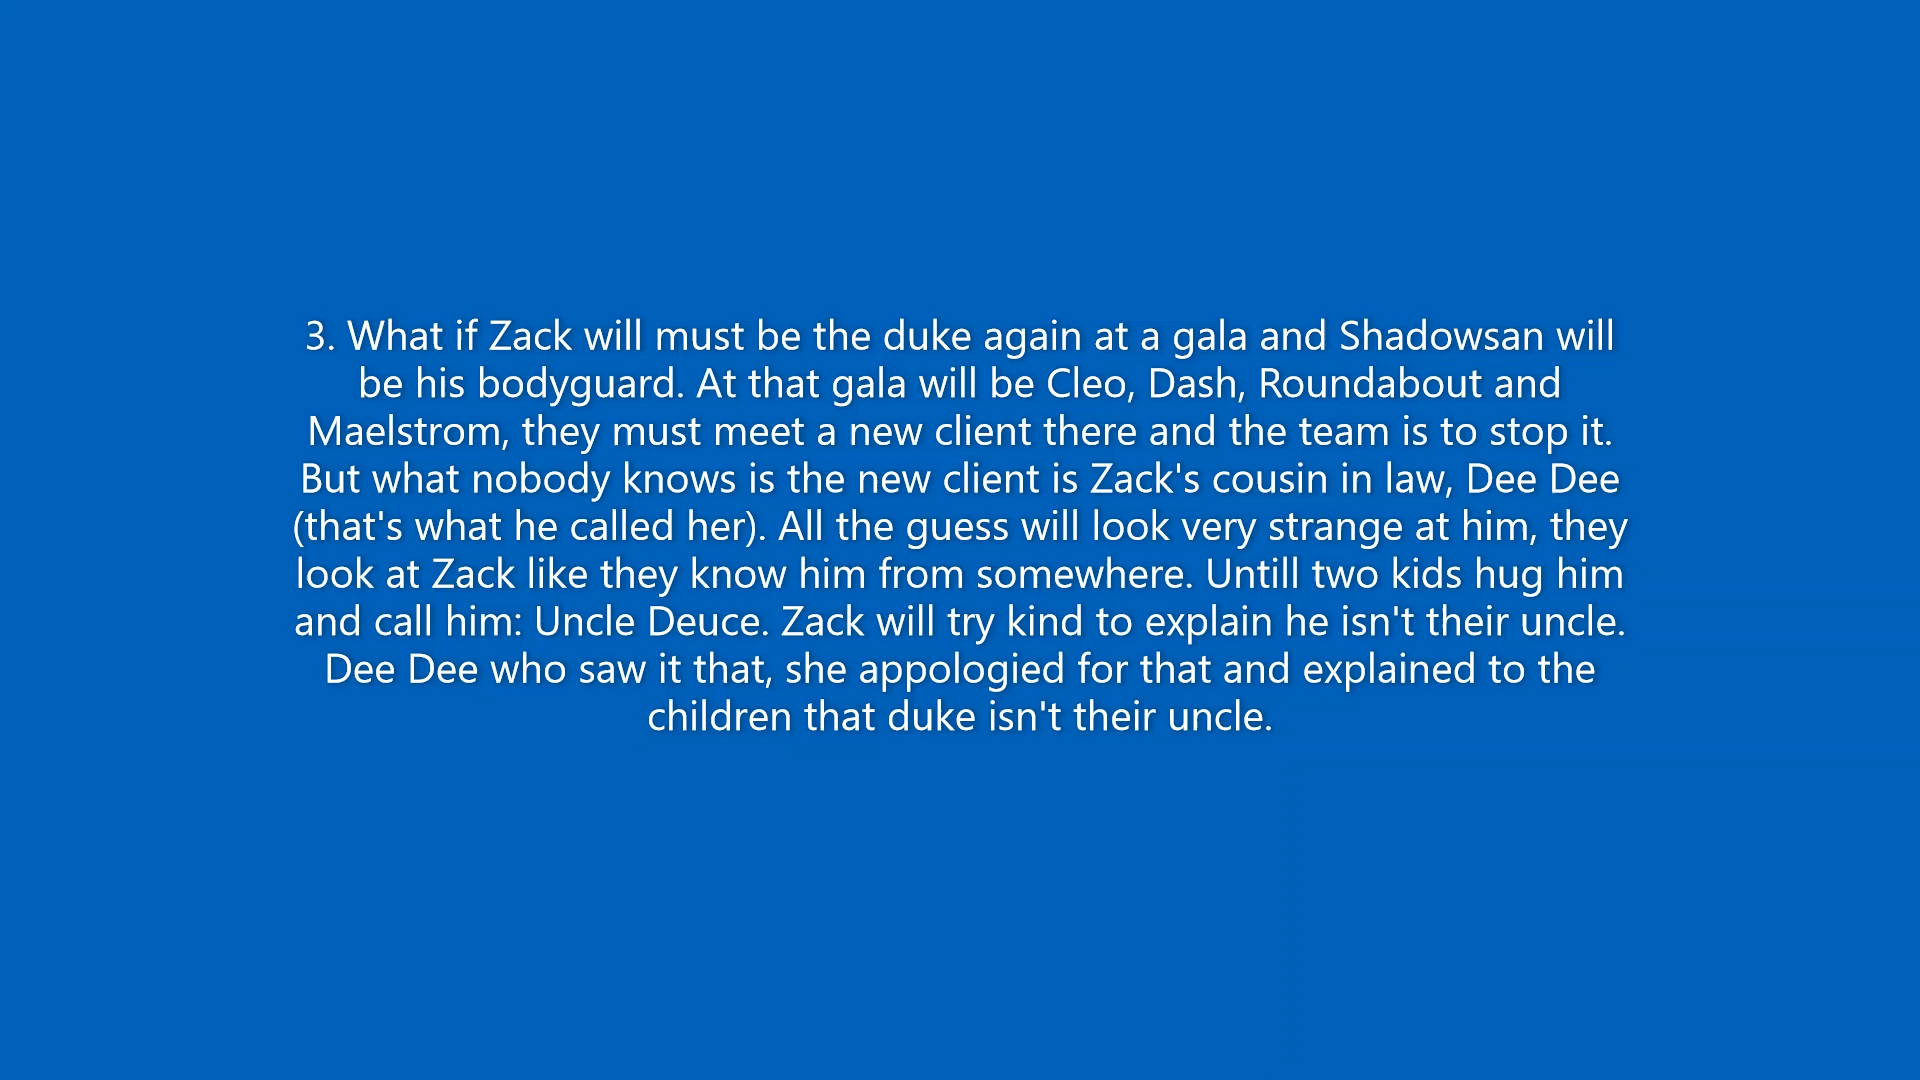 3. What if Zack will must be the duke again at a gala and Shadowsan will
be his bodyguard. At that gala will be Cleo, Dash, Roundabout and
Maelstrom, they must meet a new client there and the team is to stop it.
But what nobody knows is the new client is Zack's cousin in law, Dee Dee
(that's what he called her). All the guess will look very strange at him, they
look at Zack like they know him from somewhere. Untill two kids hug him
and call him: Uncle Deuce. Zack will try kind to explain he isn't their uncle.
Dee Dee who saw it that, she appologied for that and explained to the
children that duke isn't their uncle.